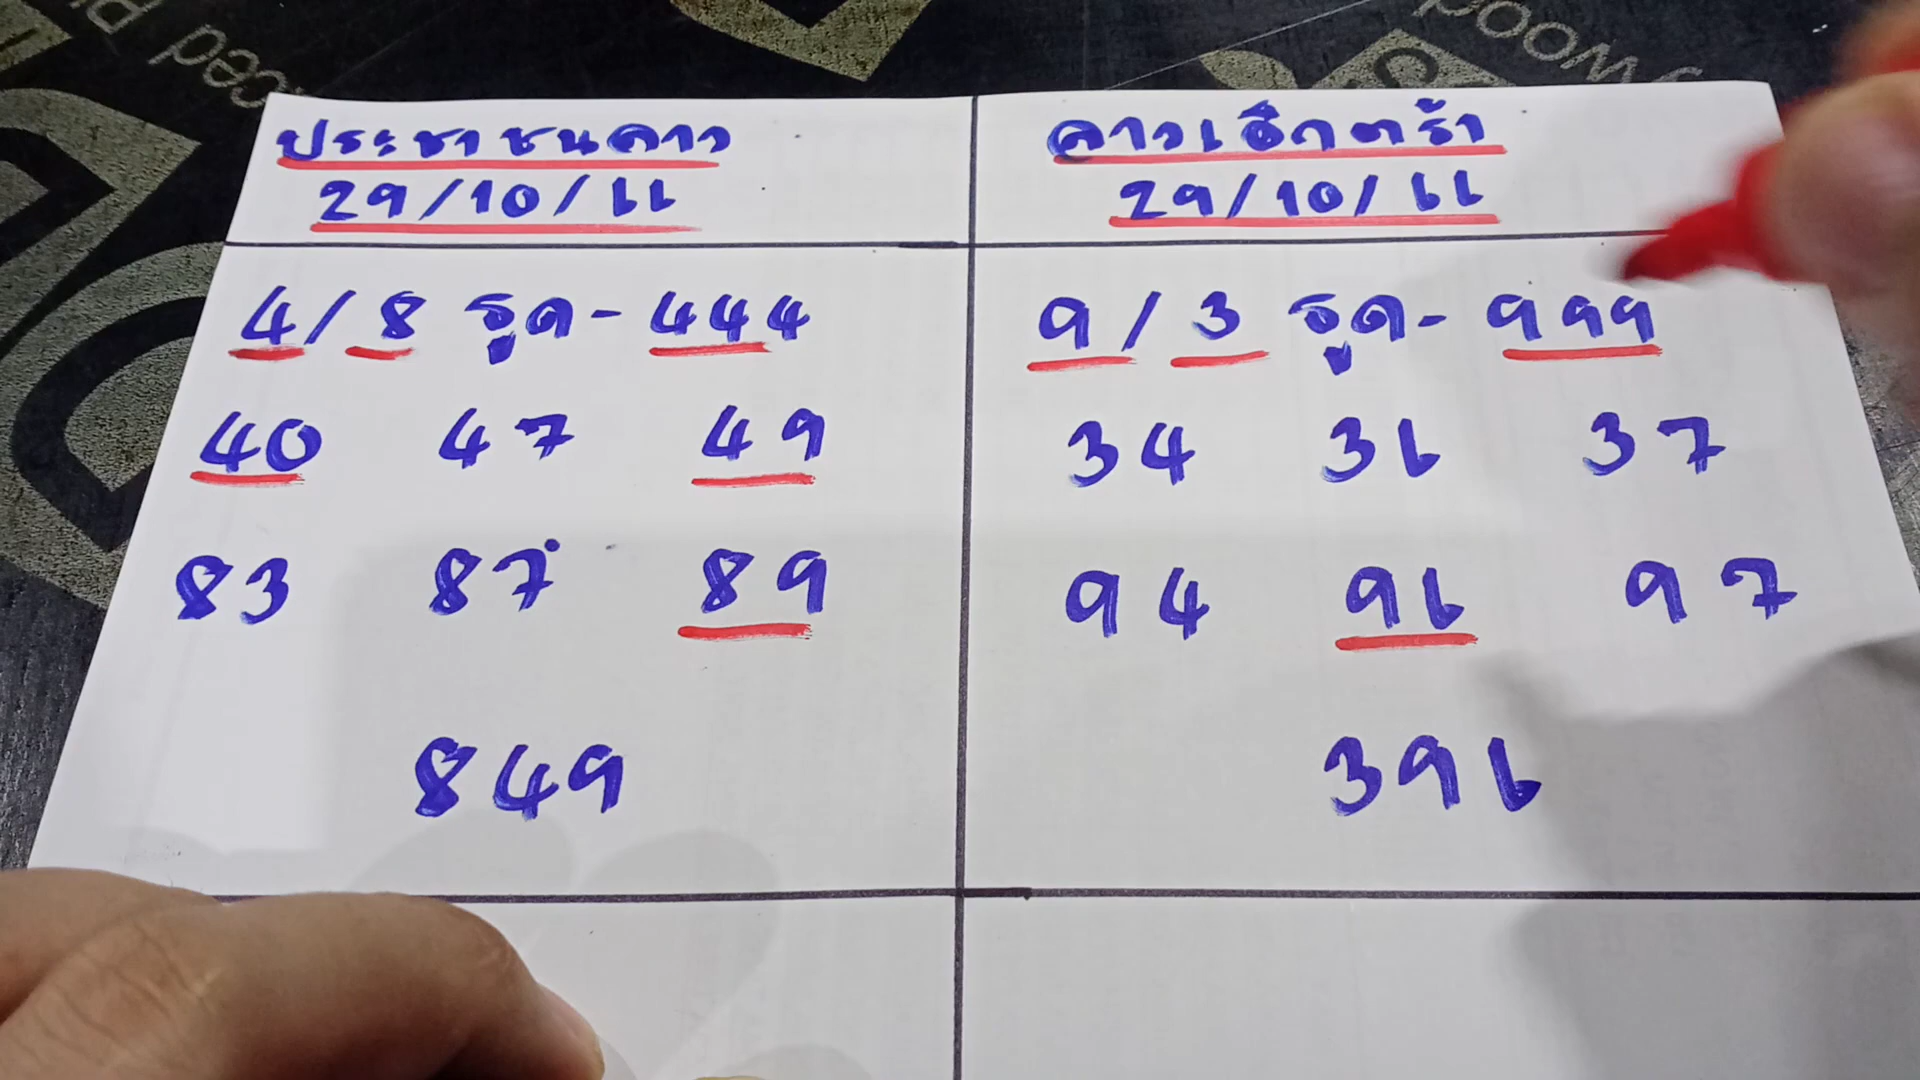 ประชาชนลาว
29/10/66
4/8 รูด - 444
40 47 49
83 87 89
849
ลาวเอ็กตร้า
29/10/66
9/3 รูด - 999
34 36 37
94 96 97
396
wood